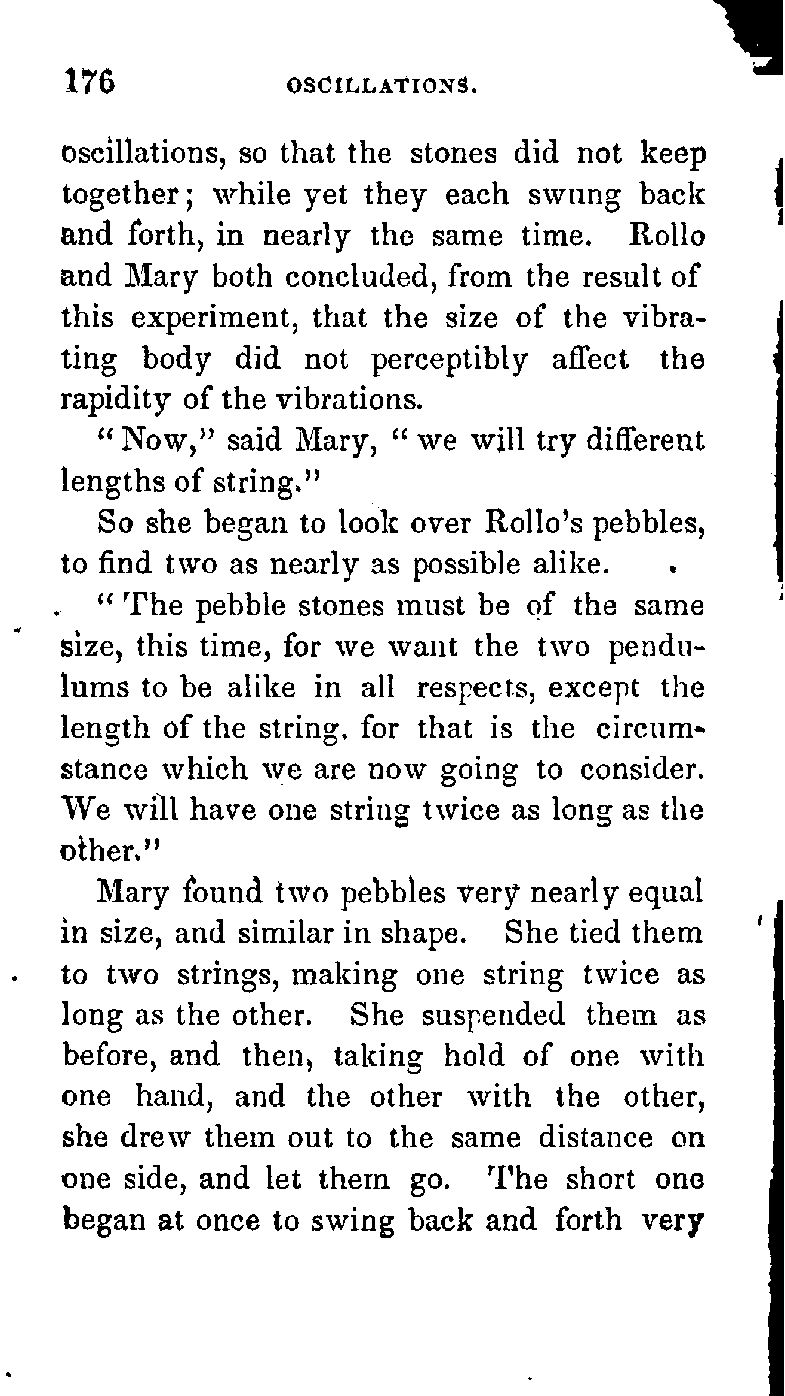 176 OSCILLATIONS.
oscillations, so that the stones did not keep
together; while yet they each swung back
and forth, in nearly the same time. Rollo
and Mary both concluded, from the result of
this experiment, that the size of the vibra-
ting body did not perceptibly affect the
rapidity of the vibrations.
“Now,” said Mary, “we will try different
lengths of string.”
So she began to look over Rollo’s pebbles,
to find two as nearly as possible alike.
“The pebble stones must be of the same
size, this time, for we want the two pendu-
lums to be alike in all respects, except the
length of the string, for that is the circum-
stance which we are now going to consider.
We will have one string twice as long as the
other.”
Mary found two pebbles very nearly equal
in size, and similar in shape. She tied them
to two strings, making one string twice as
long as the other. She suspended them as
before, and then, taking hold of one with
one hand, and the other with the other,
she drew them out to the same distance on
one side, and let them go. The short one
began at once to swing back and forth very